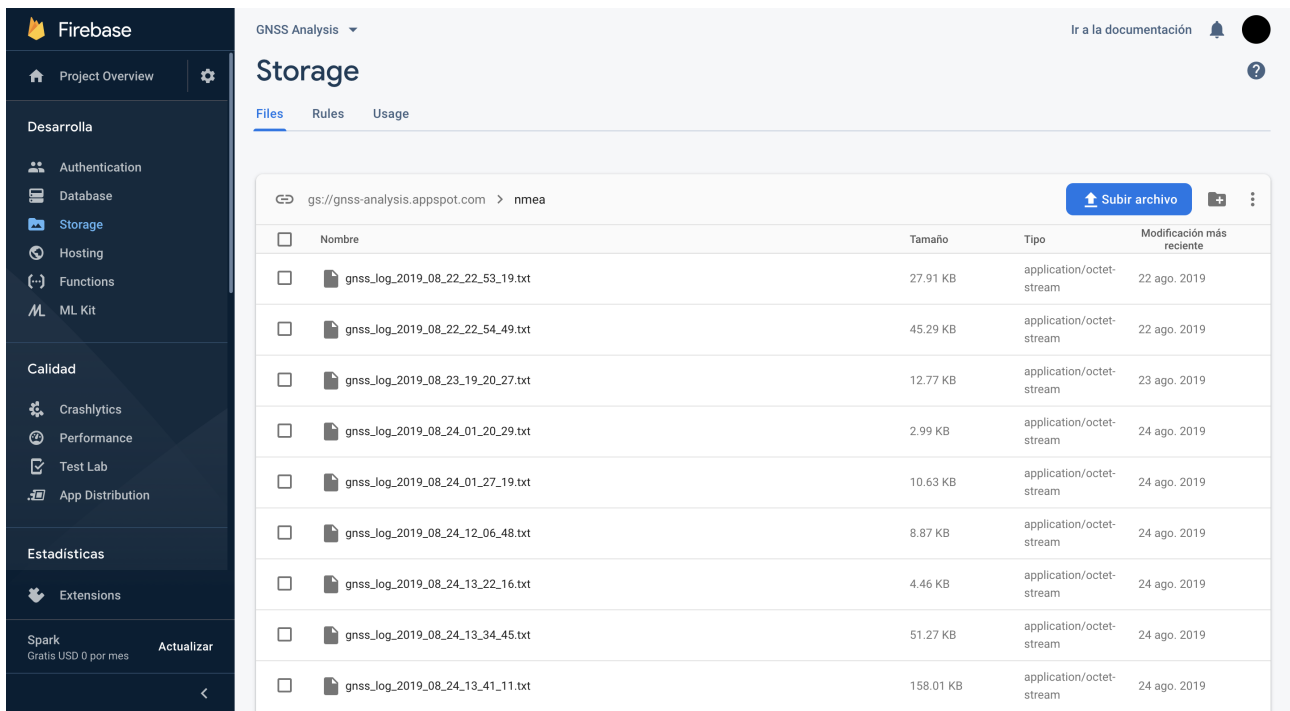 Firebase
Project Overview
Desarrolla
Authentication
Database
Storage
Hosting
Functions
ML Kit
Calidad
Crashlytics
Performance
Test Lab
App Distribution
Estadísticas
Extensions
Spark
Gratis USD 0 por mes
Actualizar
GNSS Analysis
Ir a la documentación
Storage
Files Rules Usage
gs://gnss-analysis.appspot.com > nmea
Subir archivo
Nombre Tamaño Tipo Modificación más
reciente
gnss_log_2019_08_22_22_53_19.txt 27.91 KB application/octet-
stream 22 ago. 2019
gnss_log_2019_08_22_22_54_49.txt 45.29 KB application/octet-
stream 22 ago. 2019
gnss_log_2019_08_23_19_20_27.txt 12.77 KB application/octet-
stream 23 ago. 2019
gnss_log_2019_08_24_01_20_29.txt 2.99 KB application/octet-
stream 24 ago. 2019
gnss_log_2019_08_24_01_27_19.txt 10.63 KB application/octet-
stream 24 ago. 2019
gnss_log_2019_08_24_12_06_48.txt 8.87 KB application/octet-
stream 24 ago. 2019
gnss_log_2019_08_24_13_22_16.txt 4.46 KB application/octet-
stream 24 ago. 2019
gnss_log_2019_08_24_13_34_45.txt 51.27 KB application/octet-
stream 24 ago. 2019
gnss_log_2019_08_24_13_41_11.txt 158.01 KB application/octet-
stream 24 ago. 2019